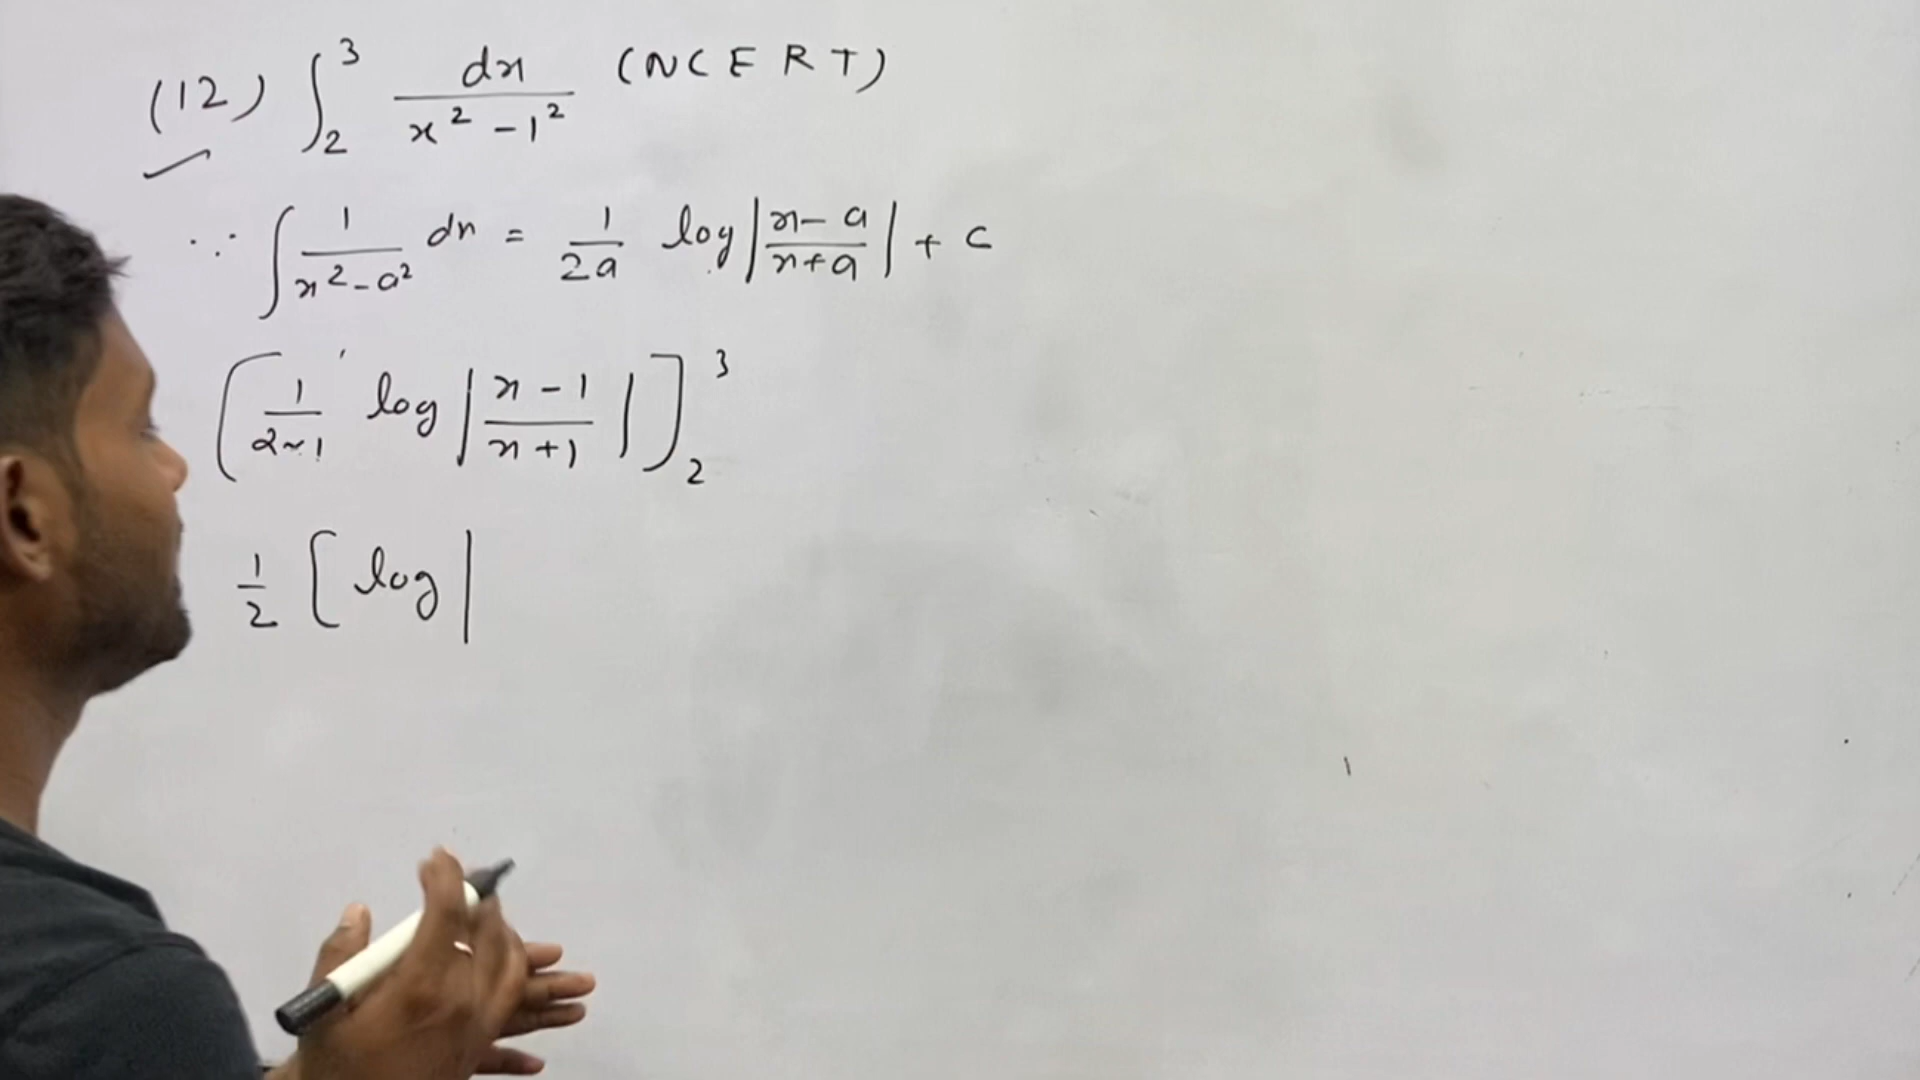 (12) ∫₂³ dx / (x² - 1²) (NCERT)
∵ ∫ 1/(x² - a²) dx = 1/2a log |(x - a)/(x + a)| + c
[1/(2×1) log |(x - 1)/(x + 1)|]₂³
1/2 [log |